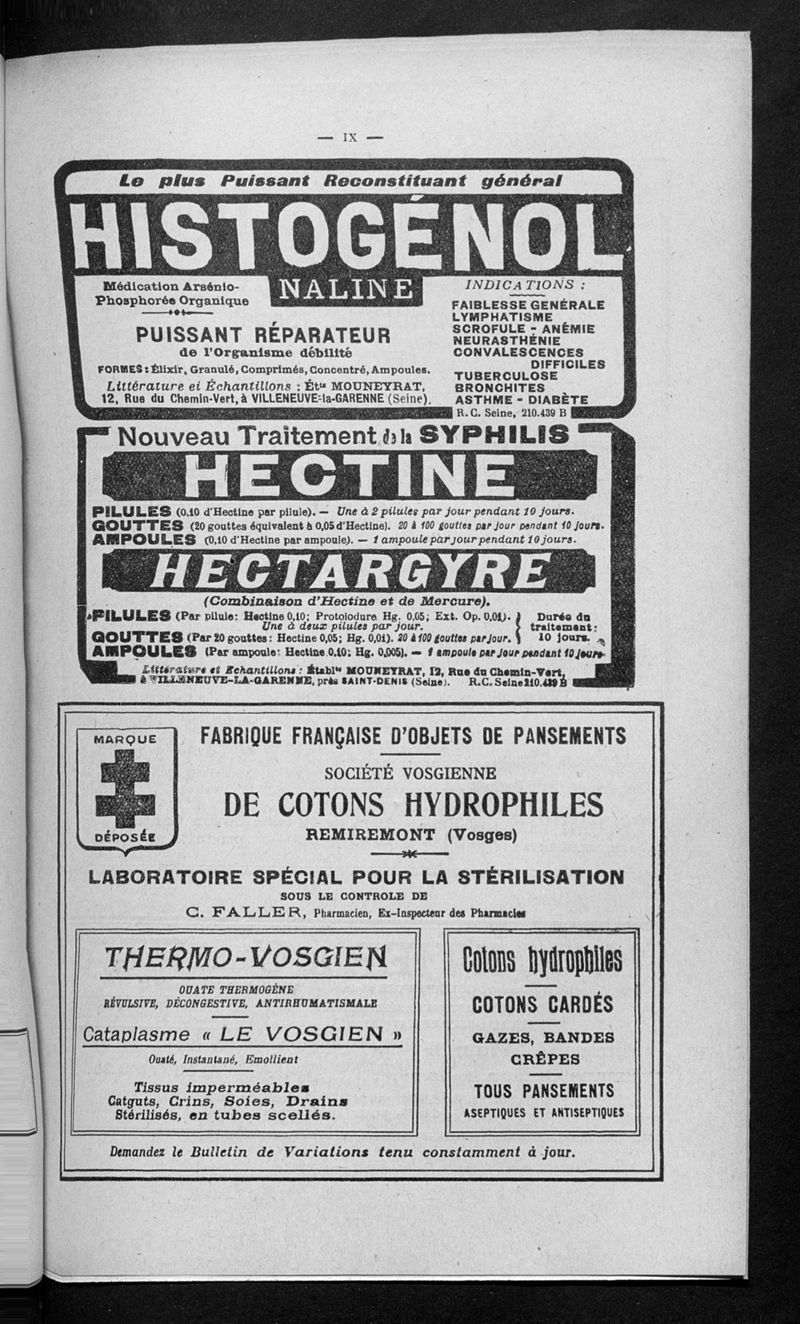 — IX —
Le plus Puissant Reconstituant général
HISTOGÉNOL
Médication Arsénio-
Phosphorée Organique
NALINE
PUISSANT RÉPARATEUR
de l'Organisme débilité
FORMES: Élixir, Granulé, Comprimés, Concentré, Ampoules.
Littérature et Échantillons : Éts MOUNEYRAT,
12, Rue du Chemin-Vert, à VILLENEUVE-la-GARENNE (Seine).
INDICATIONS :
FAIBLESSE GENÉRALE
LYMPHATISME
SCROFULE - ANÉMIE
NEURASTHÉNIE
CONVALESCENCES
DIFFICILES
TUBERCULOSE
BRONCHITES
ASTHME - DIABÈTE
R. C. Seine, 210.439 B
Nouveau Traitement de la SYPHILIS
HECTINE
PILULES (0,10 d'Hectine par pilule). — Une à 2 pilules par jour pendant 10 jours.
GOUTTES (20 gouttes équivalent à 0,05 d'Hectine). 20 à 100 gouttes par jour pendant 10 jours.
AMPOULES (0,10 d'Hectine par ampoule). — 1 ampoule par jour pendant 10 jours.
HECTARGYRE
(Combinaison d'Hectine et de Mercure).
PILULES (Par pilule: Hectine 0,10; Protoiodure Hg. 0,05; Ext. Op. 0,01).
Une à deux pilules par jour.
GOUTTES (Par 20 gouttes: Hectine 0,05; Hg. 0,01). 20 à 100 gouttes par jour.
Durée du
traitement:
10 jours.
AMPOULES (Par ampoule: Hectine 0,10; Hg. 0,005). — 1 ampoule par jour pendant 10 jours.
Littérature et Echantillons : Établts MOUNEYRAT, 12, Rue du Chemin-Vert,
à VILLENEUVE-LA-GARENNE, près SAINT-DENIS (Seine). R.C. Seine 210.439 B
MARQUE
DÉPOSÉE
FABRIQUE FRANÇAISE D'OBJETS DE PANSEMENTS
SOCIÉTÉ VOSGIENNE
DE COTONS HYDROPHILES
REMIREMONT (Vosges)
LABORATOIRE SPÉCIAL POUR LA STÉRILISATION
SOUS LE CONTROLE DE
C. FALLER, Pharmacien, Ex-Inspecteur des Pharmacies
THERMO-VOSGIEN
OUATE THERMOGÈNE
RÉVULSIVE, DÉCONGESTIVE, ANTIRHUMATISMALE
Cataplasme « LE VOSGIEN »
Ouaté, Instantané, Emollient
Tissus imperméables
Catguts, Crins, Soies, Drains
Stérilisés, en tubes scellés.
Cotons hydrophiles
COTONS CARDÉS
GAZES, BANDES
CRÊPES
TOUS PANSEMENTS
ASEPTIQUES ET ANTISEPTIQUES
Demandez le Bulletin de Variations tenu constamment à jour.